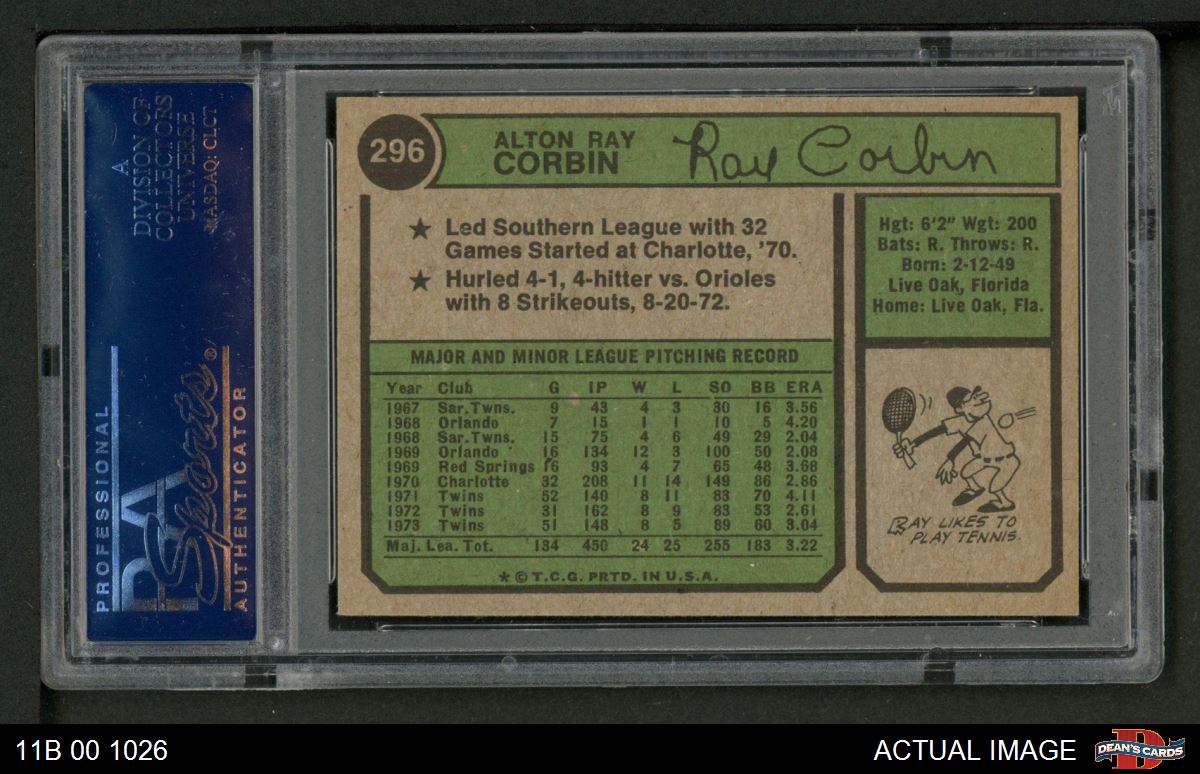 A
DIVISION OF
COLLECTORS
UNIVERSE
NASDAQ: CLCT
PROFESSIONAL
PSA
Sports®
AUTHENTICATOR
296
ALTON RAY
CORBIN
Ray Corbin
★ Led Southern League with 32
Games Started at Charlotte, '70.
★ Hurled 4-1, 4-hitter vs. Orioles
with 8 Strikeouts, 8-20-72.
Hgt: 6'2" Wgt: 200
Bats: R. Throws: R.
Born: 2-12-49
Live Oak, Florida
Home: Live Oak, Fla.
MAJOR AND MINOR LEAGUE PITCHING RECORD
Year Club G IP W L SO BB ERA
1967 Sar. Twns. 9 43 4 3 30 16 3.56
1968 Orlando 7 15 1 1 10 5 4.20
1968 Sar. Twns. 15 75 4 6 49 29 2.04
1969 Orlando 16 134 12 3 100 50 2.08
1969 Red Springs 16 93 4 7 65 48 3.68
1970 Charlotte 32 208 11 14 149 86 2.86
1971 Twins 52 140 8 11 83 70 4.11
1972 Twins 31 162 8 9 83 53 2.61
1973 Twins 51 148 8 5 89 60 3.04
Maj. Lea. Tot. 134 450 24 25 255 183 3.22
★ © T.C.G. PRTD. IN U.S.A.
RAY LIKES TO
PLAY TENNIS.
11B 00 1026
ACTUAL IMAGE
DEAN'S CARDS